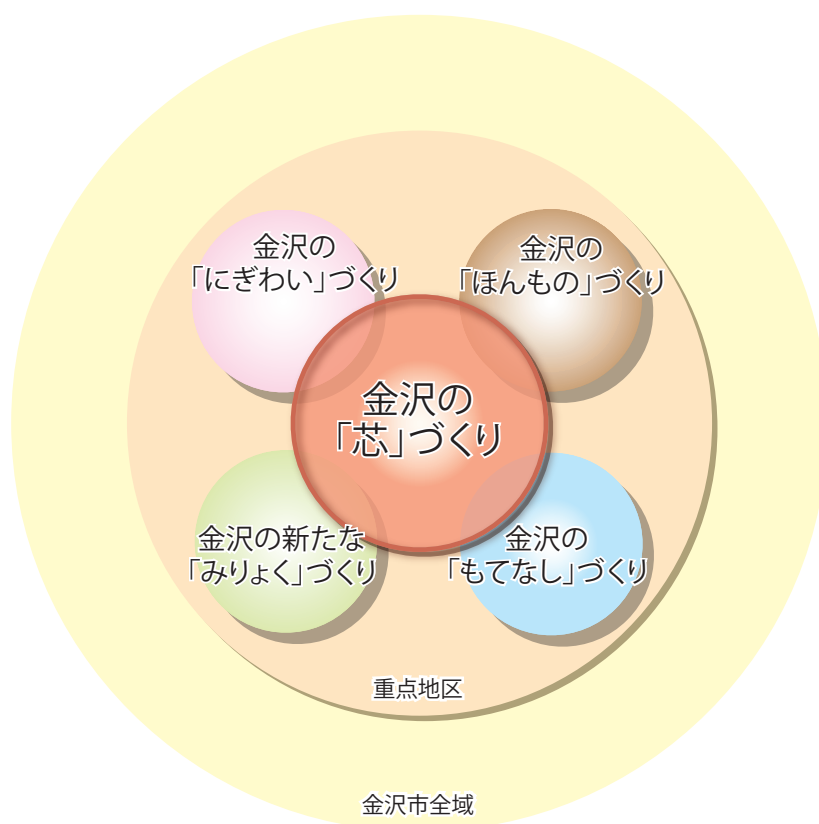 金沢の
「にぎわい」づくり
金沢の
「ほんもの」づくり
金沢の
「芯」づくり
金沢の新たな
「みりょく」づくり
金沢の
「もてなし」づくり
重点地区
金沢市全域